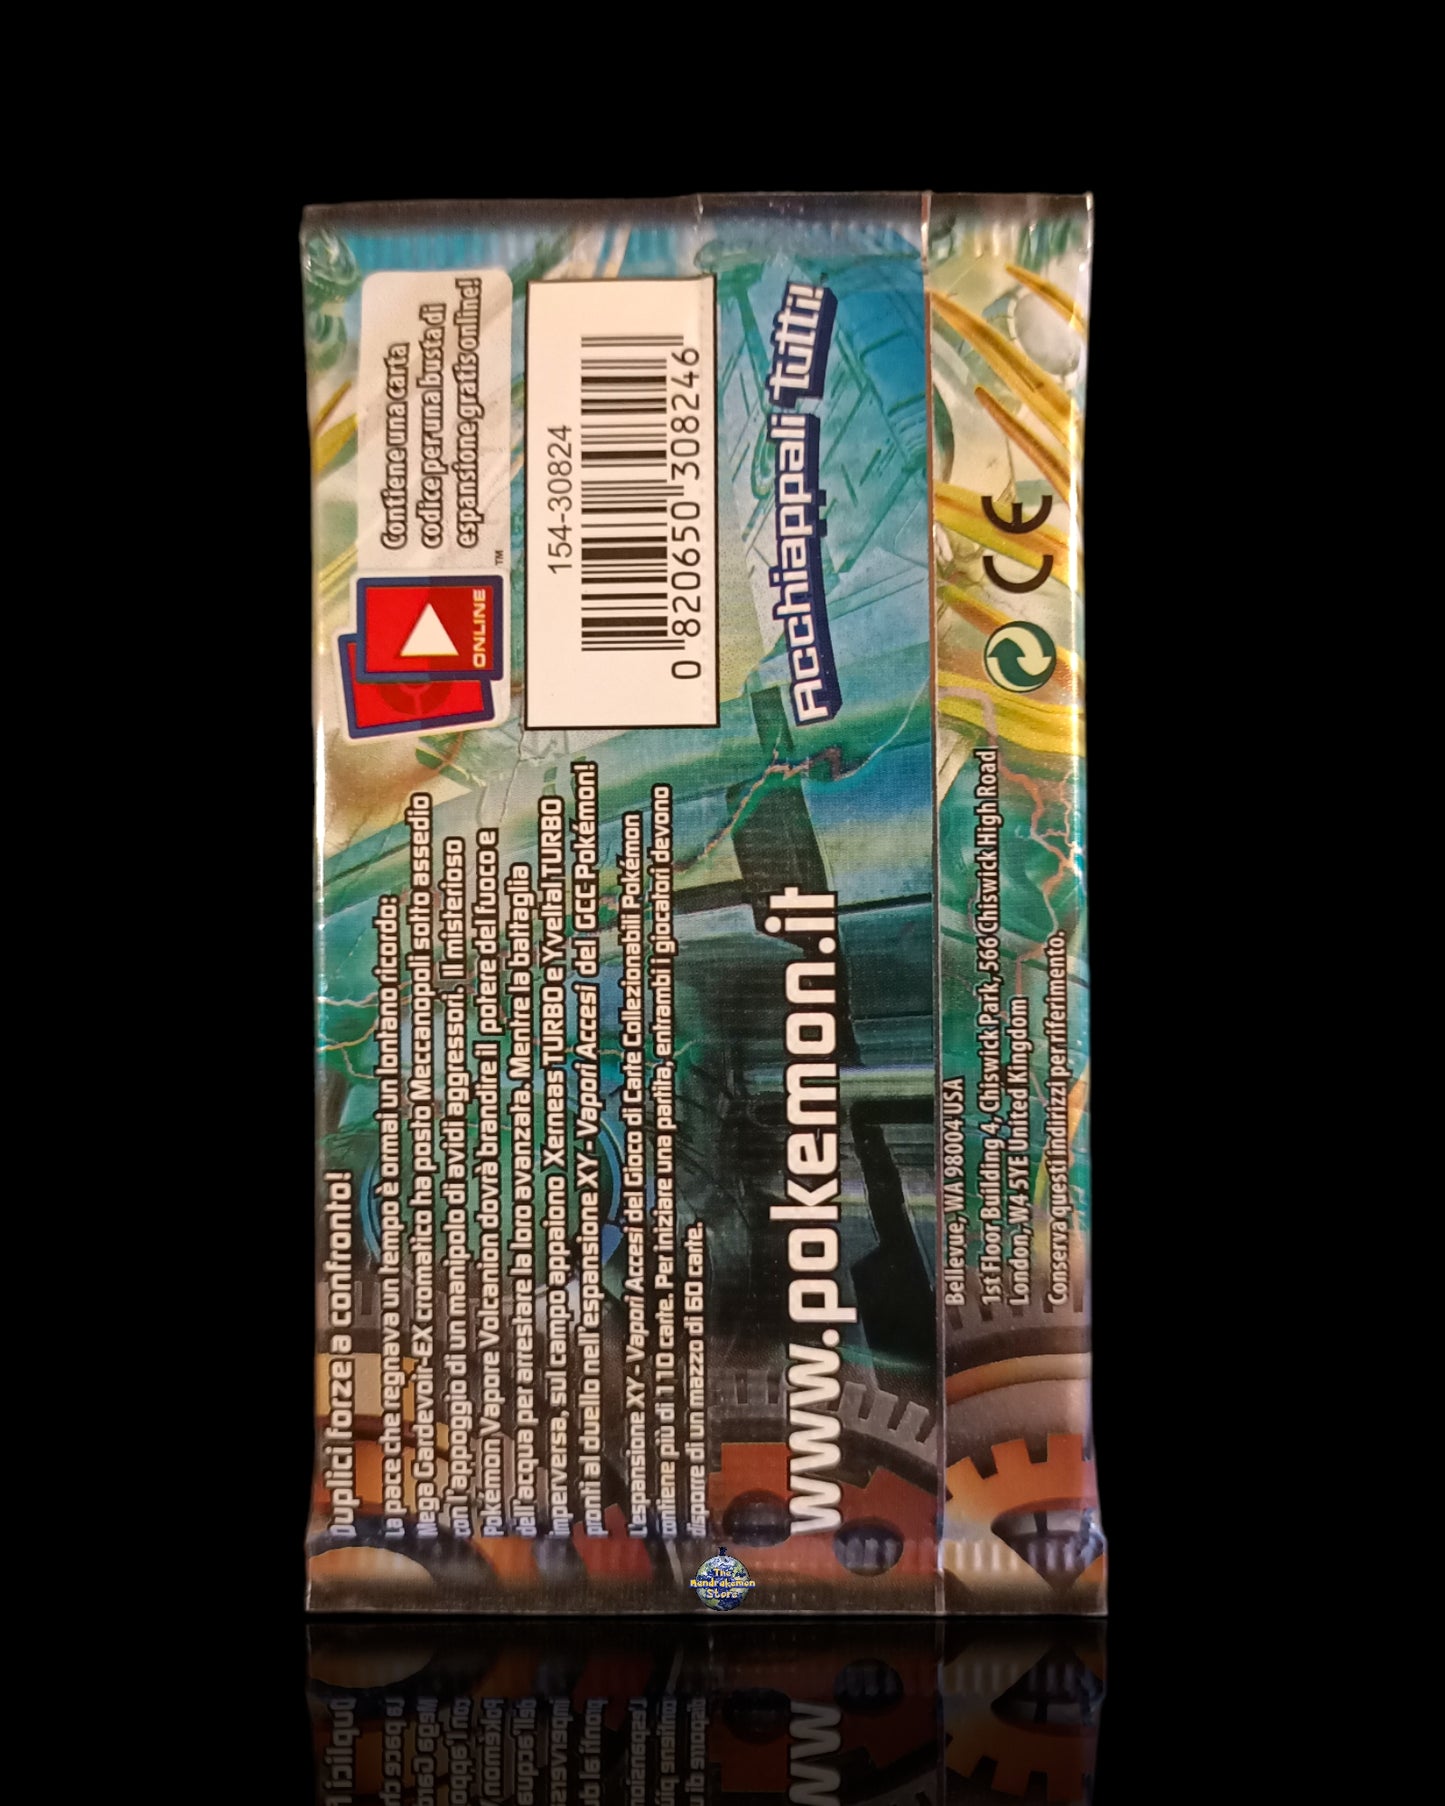 Duplici forze a confronto!
La pace che regnava un tempo è ormai un lontano ricordo:
Mega Gardevoir-EX cromatico ha posto Meccanopoli sotto assedio
con l'appoggio di un manipolo di avidi aggressori. Il misterioso
Pokémon Vapore Volcanion dovrà brandire il potere del fuoco e
dell'acqua per arrestare la loro avanzata. Mentre la battaglia
imperversa, sul campo appaiono Xerneas TURBO e Yveltal TURBO
pronti al duello nell'espansione XY - Vapori Accesi del GCC Pokémon!
L'espansione XY - Vapori Accesi del Gioco di Carte Collezionabili Pokémon
contiene più di 110 carte. Per iniziare una partita, entrambi i giocatori devono
disporre di un mazzo di 60 carte.
ONLINE
TM
Contiene una carta
codice per una busta di
espansione gratis online!
154-30824
0 820650 308246
www.pokemon.it
Acchiappali Tutti!
Bellevue, WA 98004 USA
1st Floor Building 4, Chiswick Park, 566 Chiswick High Road
London, W4 5YE United Kingdom
Conserva questi indirizzi per riferimento.
CE
The
Mandrakemon
Store